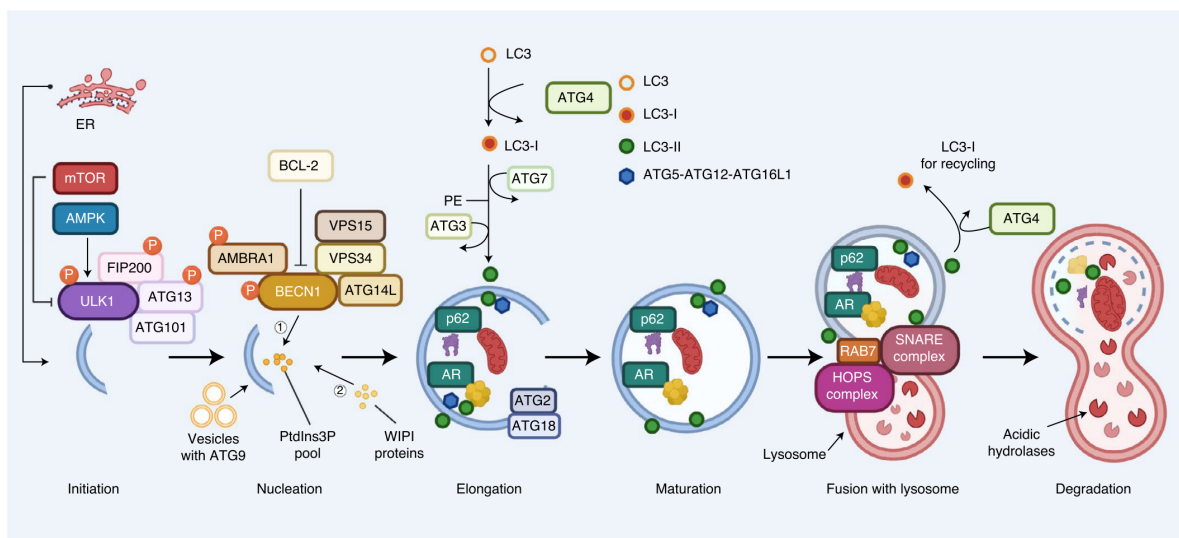 ER
mTOR
AMPK
P
P
FIP200
P
ULK1
ATG13
ATG101
Initiation
BCL-2
P
AMBRA1
VPS15
VPS34
P
BECN1
ATG14L
①
②
Vesicles
with ATG9
PtdIns3P
pool
WIPI
proteins
Nucleation
LC3
ATG4
LC3-I
ATG7
PE
ATG3
LC3
LC3-I
LC3-II
ATG5-ATG12-ATG16L1
p62
AR
ATG2
ATG18
Elongation
p62
AR
Maturation
LC3-I
for recycling
ATG4
p62
AR
RAB7
SNARE
complex
HOPS
complex
Lysosome
Fusion with lysosome
Acidic
hydrolases
Degradation